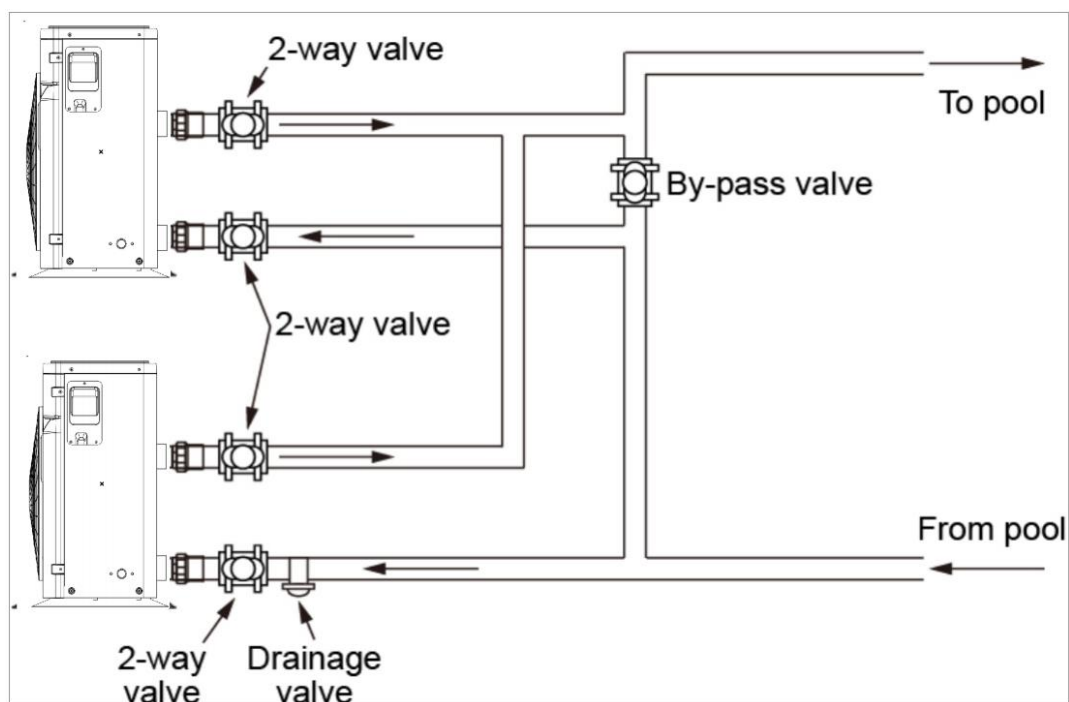 2-way valve
To pool
By-pass valve
2-way valve
From pool
2-way
valve
Drainage
valve